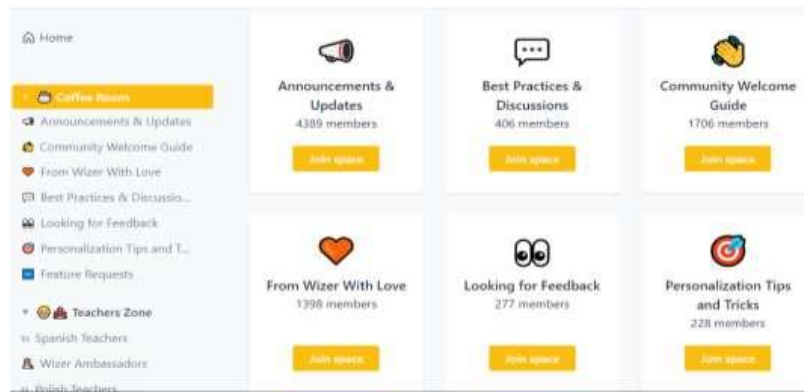 Home
Coffee Room
Announcements & Updates
Community Welcome Guide
From Wizer With Love
Best Practices & Discussio...
Looking for Feedback
Personalization Tips and T...
Feature Requests
Teachers Zone
Spanish Teachers
Wizer Ambassadors
Polish Teachers
Announcements &
Updates
4389 members
Join space
Best Practices &
Discussions
406 members
Join space
Community Welcome
Guide
1706 members
Join space
From Wizer With Love
1398 members
Join space
Looking for Feedback
277 members
Join space
Personalization Tips
and Tricks
228 members
Join space